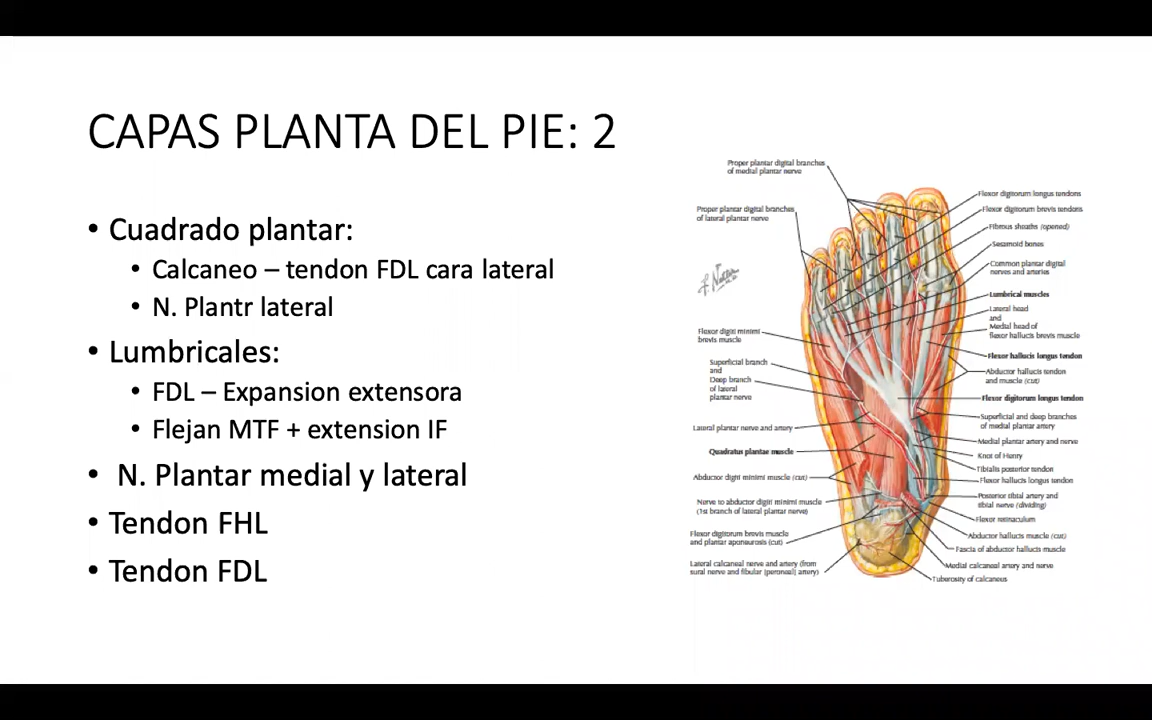 CAPAS PLANTA DEL PIE: 2
• Cuadrado plantar:
• Calcaneo – tendon FDL cara lateral
• N. Plantr lateral
• Lumbricales:
• FDL – Expansion extensora
• Flejan MTF + extension IF
• N. Plantar medial y lateral
• Tendon FHL
• Tendon FDL
Proper plantar digital branches
of medial plantar nerve
Proper plantar digital branches
of lateral plantar nerve
Flexor digiti minimi
brevis muscle
Superficial branch
and
Deep branch
of lateral
plantar nerve
Lateral plantar nerve and artery
Quadratus plantae muscle
Abductor digiti minimi muscle (cut)
Nerve to abductor digiti minimi muscle
(1st branch of lateral plantar nerve)
Flexor digitorum brevis muscle
and plantar aponeurosis (cut)
Lateral calcaneal nerve and artery (from
sural nerve and fibular [peroneal] artery)
Flexor digitorum longus tendons
Flexor digitorum brevis tendons
Fibrous sheaths (opened)
Sesamoid bones
Common plantar digital
nerves and arteries
Lumbrical muscles
Lateral head
and
Medial head of
flexor hallucis brevis muscle
Flexor hallucis longus tendon
Abductor hallucis tendon
and muscle (cut)
Flexor digitorum longus tendon
Superficial and deep branches
of medial plantar artery
Medial plantar artery and nerve
Knot of Henry
Tibialis posterior tendon
Flexor hallucis longus tendon
Posterior tibial artery and
tibial nerve (dividing)
Flexor retinaculum
Abductor hallucis muscle (cut)
Fascia of abductor hallucis muscle
Medial calcaneal artery and nerve
Tuberosity of calcaneus